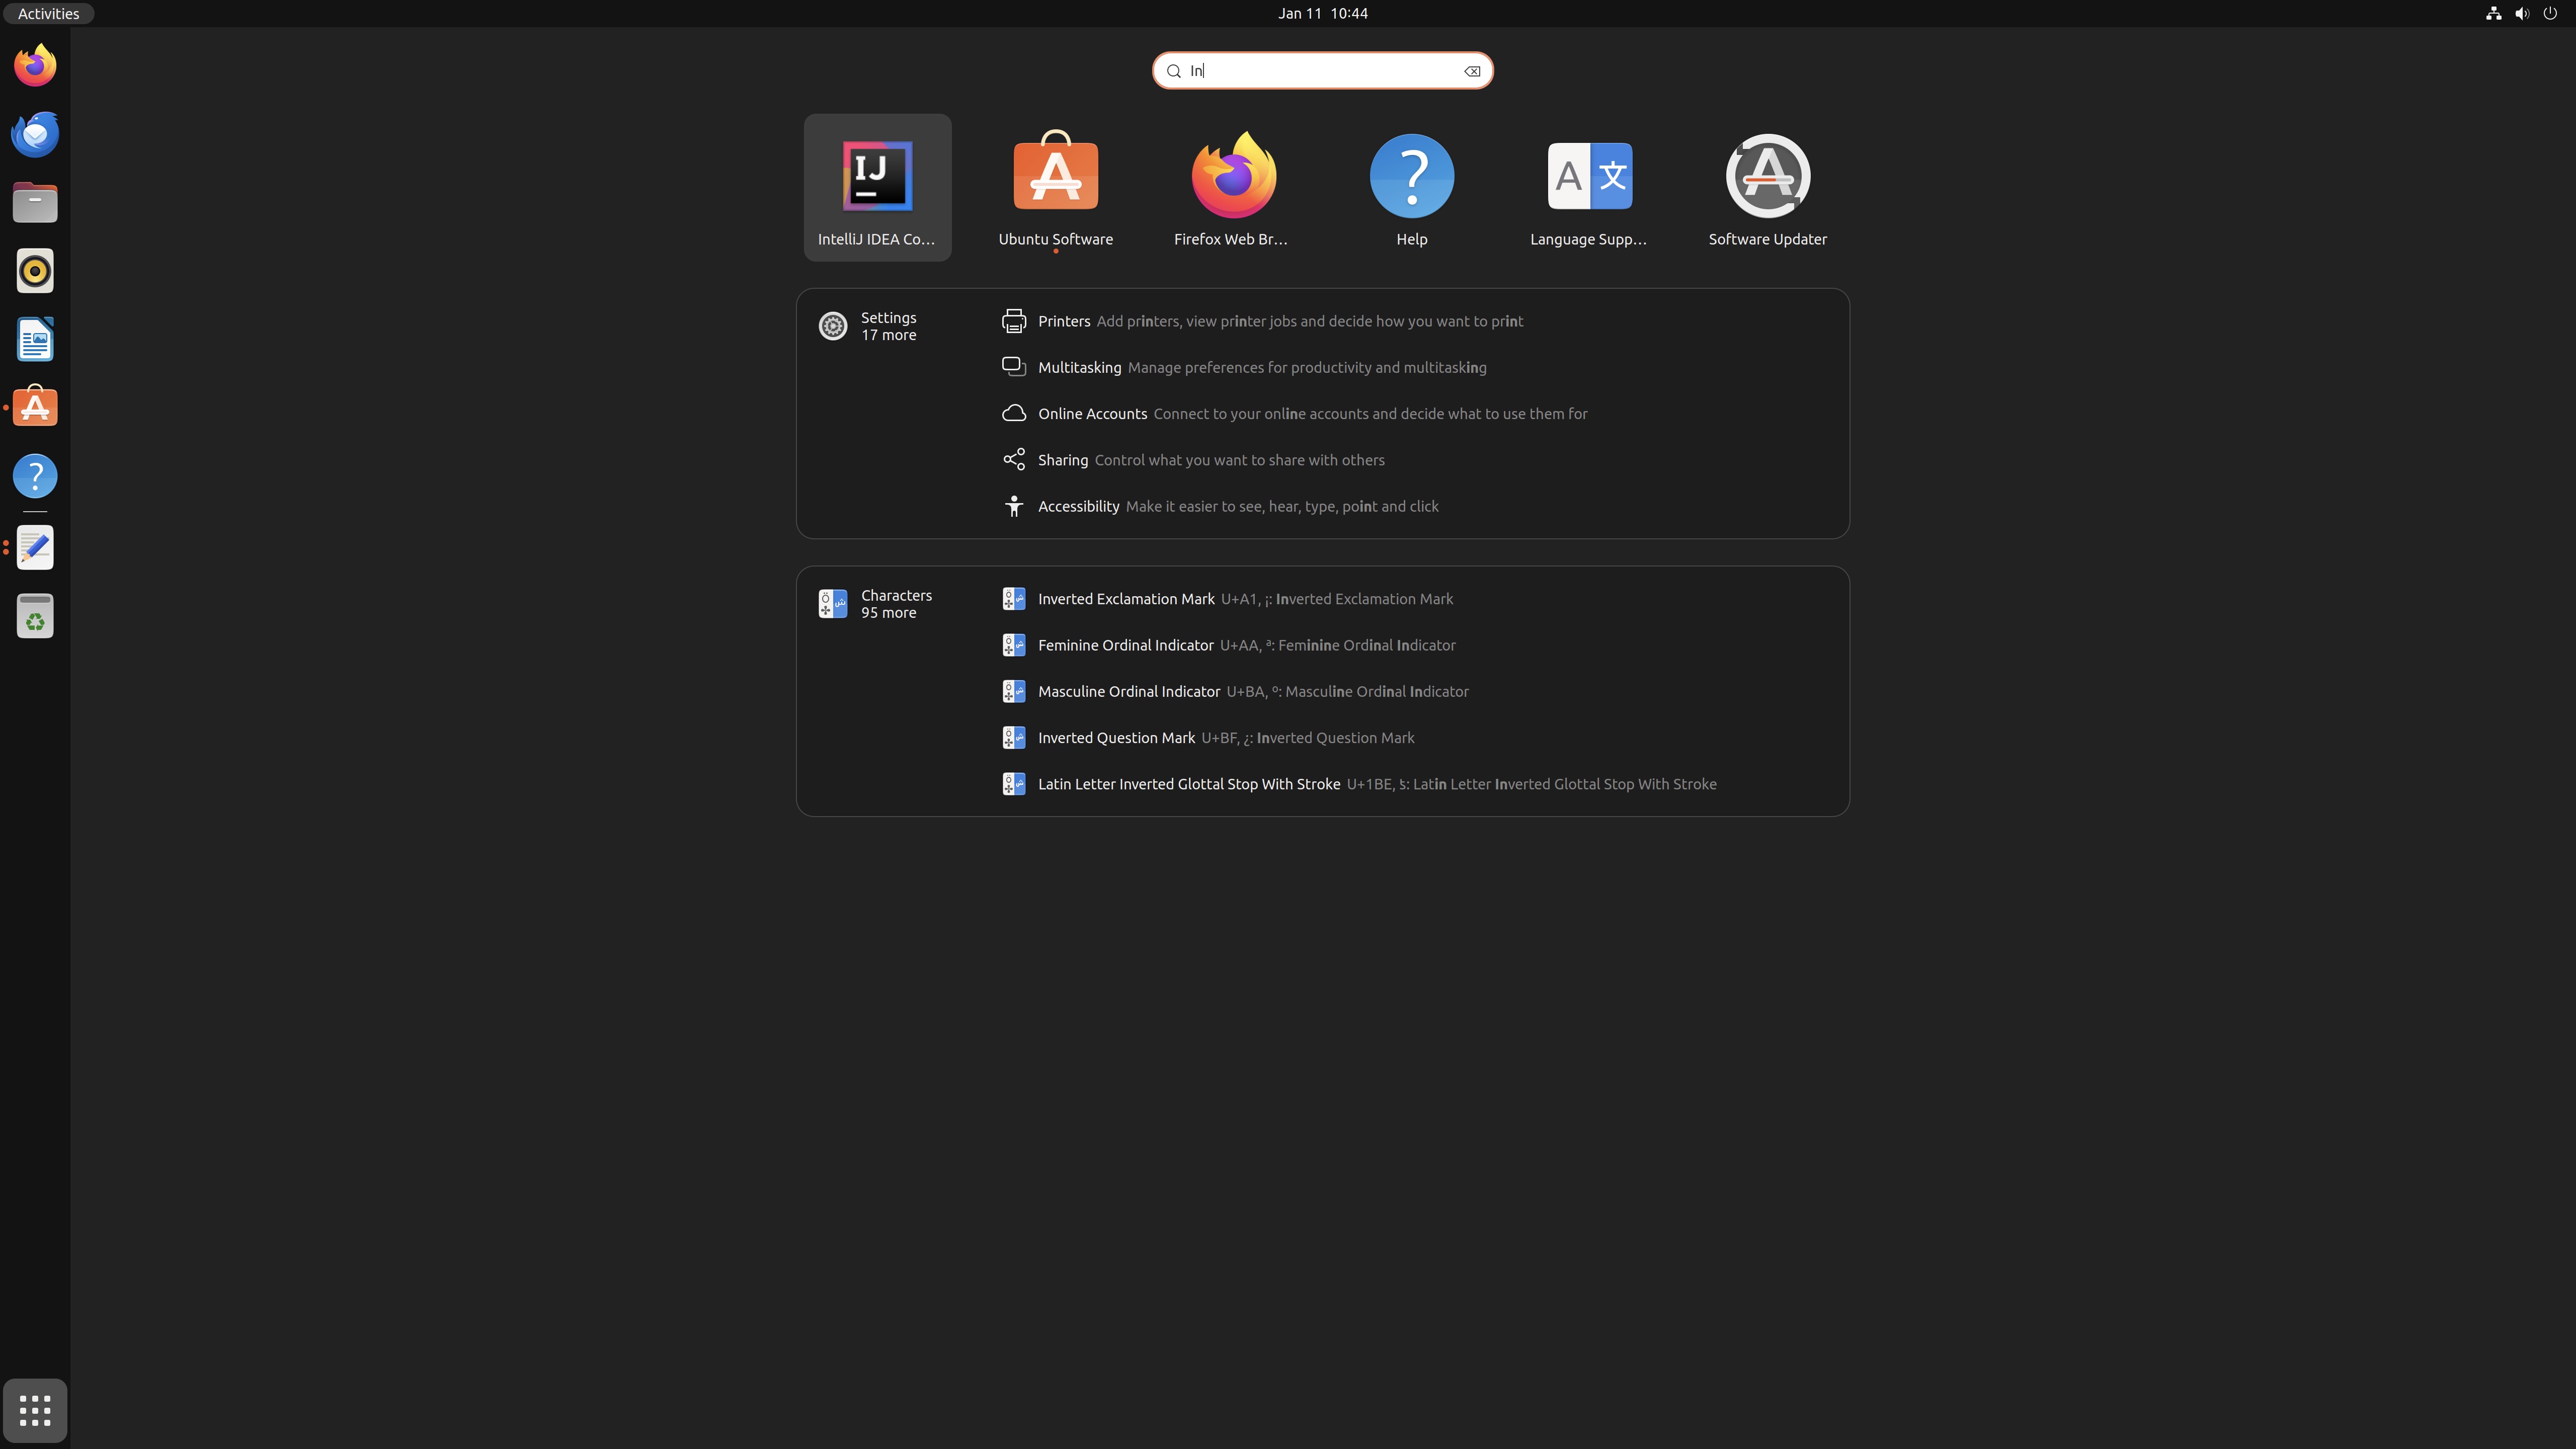 Activities
Jan 11 10:44
In
IntelliJ IDEA Co...
Ubuntu Software
Firefox Web Br...
Help
Language Supp...
Software Updater
Settings
17 more
Printers Add printers, view printer jobs and decide how you want to print
Multitasking Manage preferences for productivity and multitasking
Online Accounts Connect to your online accounts and decide what to use them for
Sharing Control what you want to share with others
Accessibility Make it easier to see, hear, type, point and click
Characters
95 more
Inverted Exclamation Mark U+A1, ¡: Inverted Exclamation Mark
Feminine Ordinal Indicator U+AA, ª: Feminine Ordinal Indicator
Masculine Ordinal Indicator U+BA, º: Masculine Ordinal Indicator
Inverted Question Mark U+BF, ¿: Inverted Question Mark
Latin Letter Inverted Glottal Stop With Stroke U+1BE, ƾ: Latin Letter Inverted Glottal Stop With Stroke